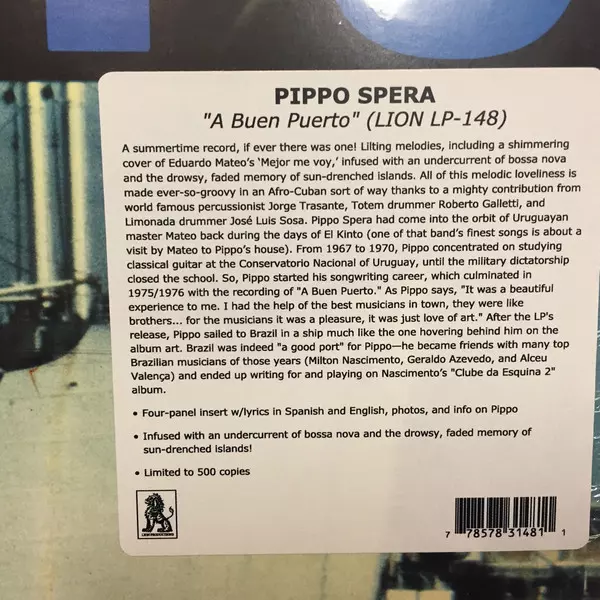 PIPPO SPERA
"A Buen Puerto" (LION LP-148)
A summertime record, if ever there was one! Lilting melodies, including a shimmering
cover of Eduardo Mateo's 'Mejor me voy,' infused with an undercurrent of bossa nova
and the drowsy, faded memory of sun-drenched islands. All of this melodic loveliness is
made ever-so-groovy in an Afro-Cuban sort of way thanks to a mighty contribution from
world famous percussionist Jorge Trasante, Totem drummer Roberto Galletti, and
Limonada drummer José Luis Sosa. Pippo Spera had come into the orbit of Uruguayan
master Mateo back during the days of El Kinto (one of that band's finest songs is about a
visit by Mateo to Pippo's house). From 1967 to 1970, Pippo concentrated on studying
classical guitar at the Conservatorio Nacional of Uruguay, until the military dictatorship
closed the school. So, Pippo started his songwriting career, which culminated in
1975/1976 with the recording of "A Buen Puerto." As Pippo says, "It was a beautiful
experience to me. I had the help of the best musicians in town, they were like
brothers... for the musicians it was a pleasure, it was just love of art." After the LP's
release, Pippo sailed to Brazil in a ship much like the one hovering behind him on the
album art. Brazil was indeed "a good port" for Pippo—he became friends with many top
Brazilian musicians of those years (Milton Nascimento, Geraldo Azevedo, and Alceu
Valença) and ended up writing for and playing on Nascimento's "Clube da Esquina 2"
album.
• Four-panel insert w/lyrics in Spanish and English, photos, and info on Pippo
• Infused with an undercurrent of bossa nova and the drowsy, faded memory of
sun-drenched islands!
• Limited to 500 copies
LION PRODUCTIONS
7 78578 31481 1